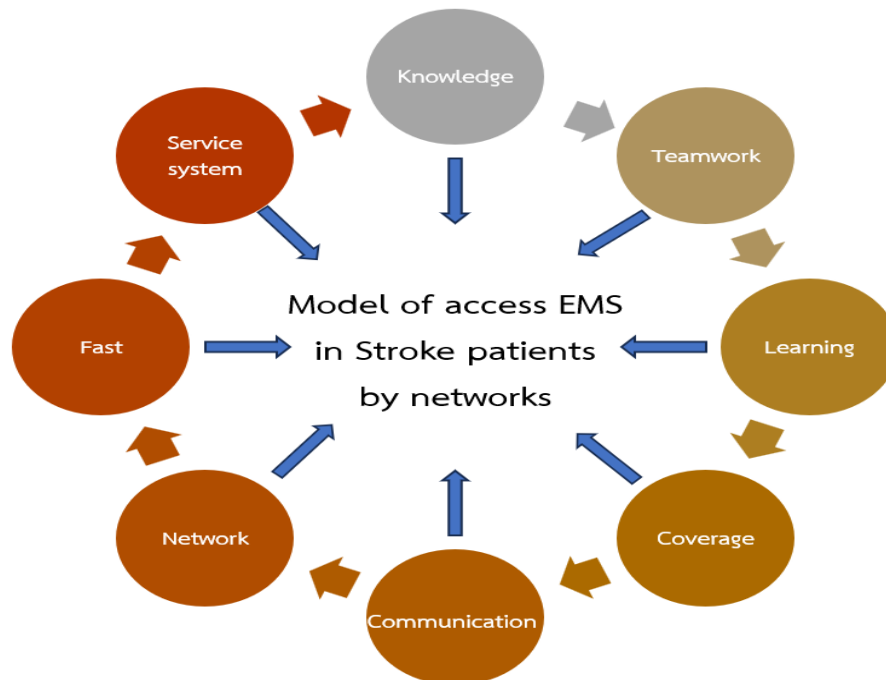 Knowledge
Teamwork
Learning
Coverage
Communication
Network
Fast
Service
system
Model of access EMS
in Stroke patients
by networks